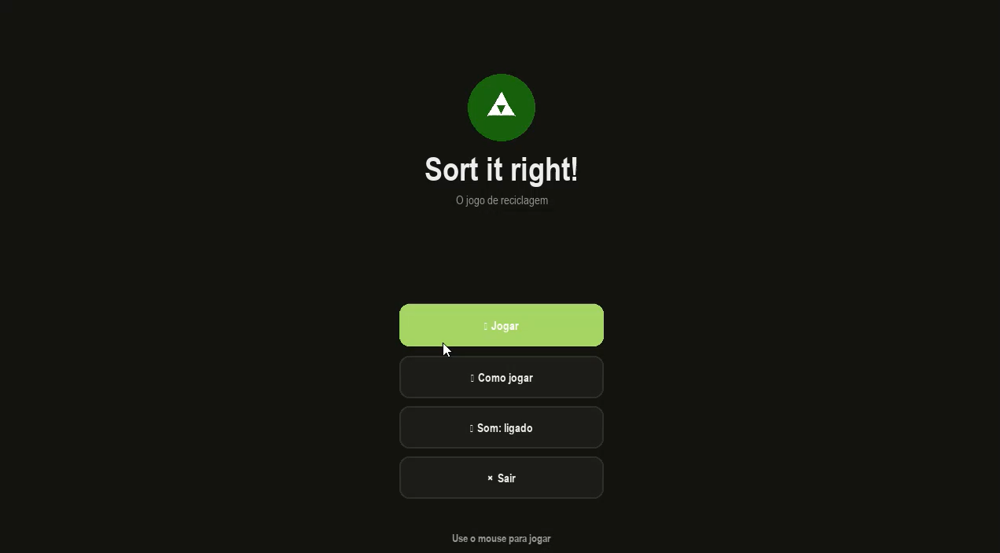 Sort it right!
O jogo de reciclagem
Jogar
Como jogar
Som: ligado
× Sair
Use o mouse para jogar